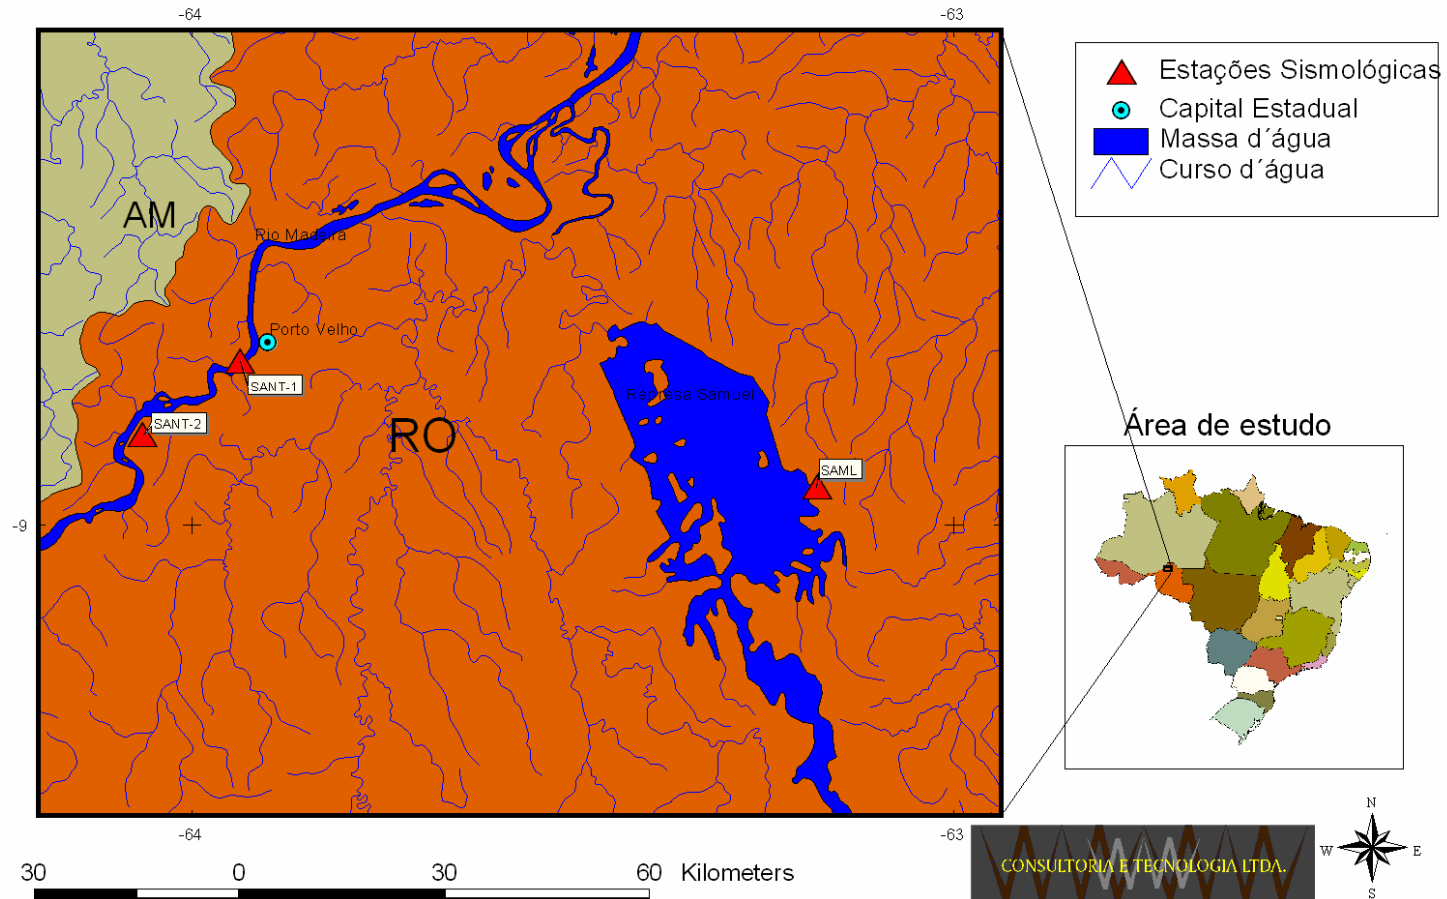 -64
-63
Estações Sismológicas
Capital Estadual
Massa d´água
Curso d´água
AM
Rio Madeira
Porto Velho
SANT-1
Represa Samuel
SANT-2
RO
Área de estudo
SAML
-9
-9
-64
-63
N
W
E
S
30
0
30
60
Kilometers
CONSULTORIA E TECNOLOGIA LTDA.